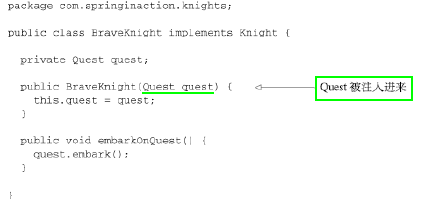 package com.springinaction.knights;
public class BraveKnight implements Knight {
private Quest quest;
public BraveKnight(Quest quest) {
Quest 被注入进来
this.quest = quest;
}
public void embarkOnQuest() {
quest.embark();
}
}